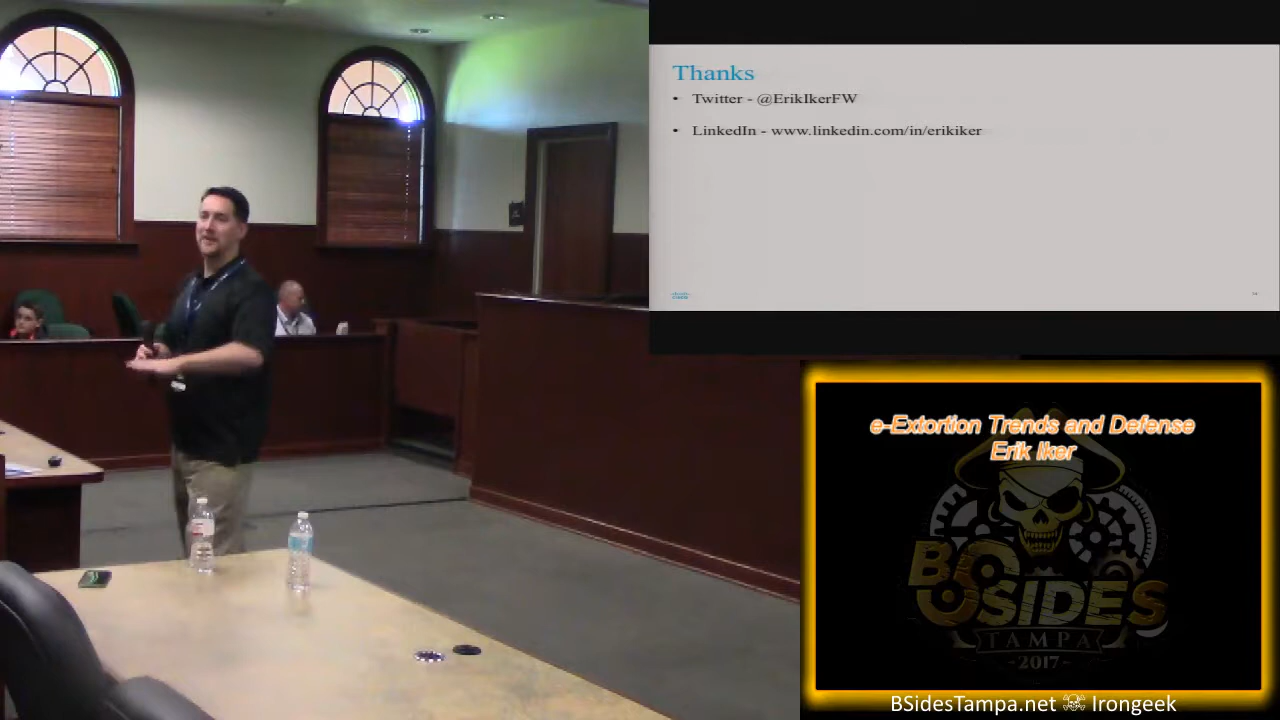 Thanks
• Twitter - @ErikIkerFW
• LinkedIn - www.linkedin.com/in/erikiker
e-Extortion Trends and Defense
Erik Iker
BSIDES
TAMPA
-2017-
BSidesTampa.net ☠ Irongeek